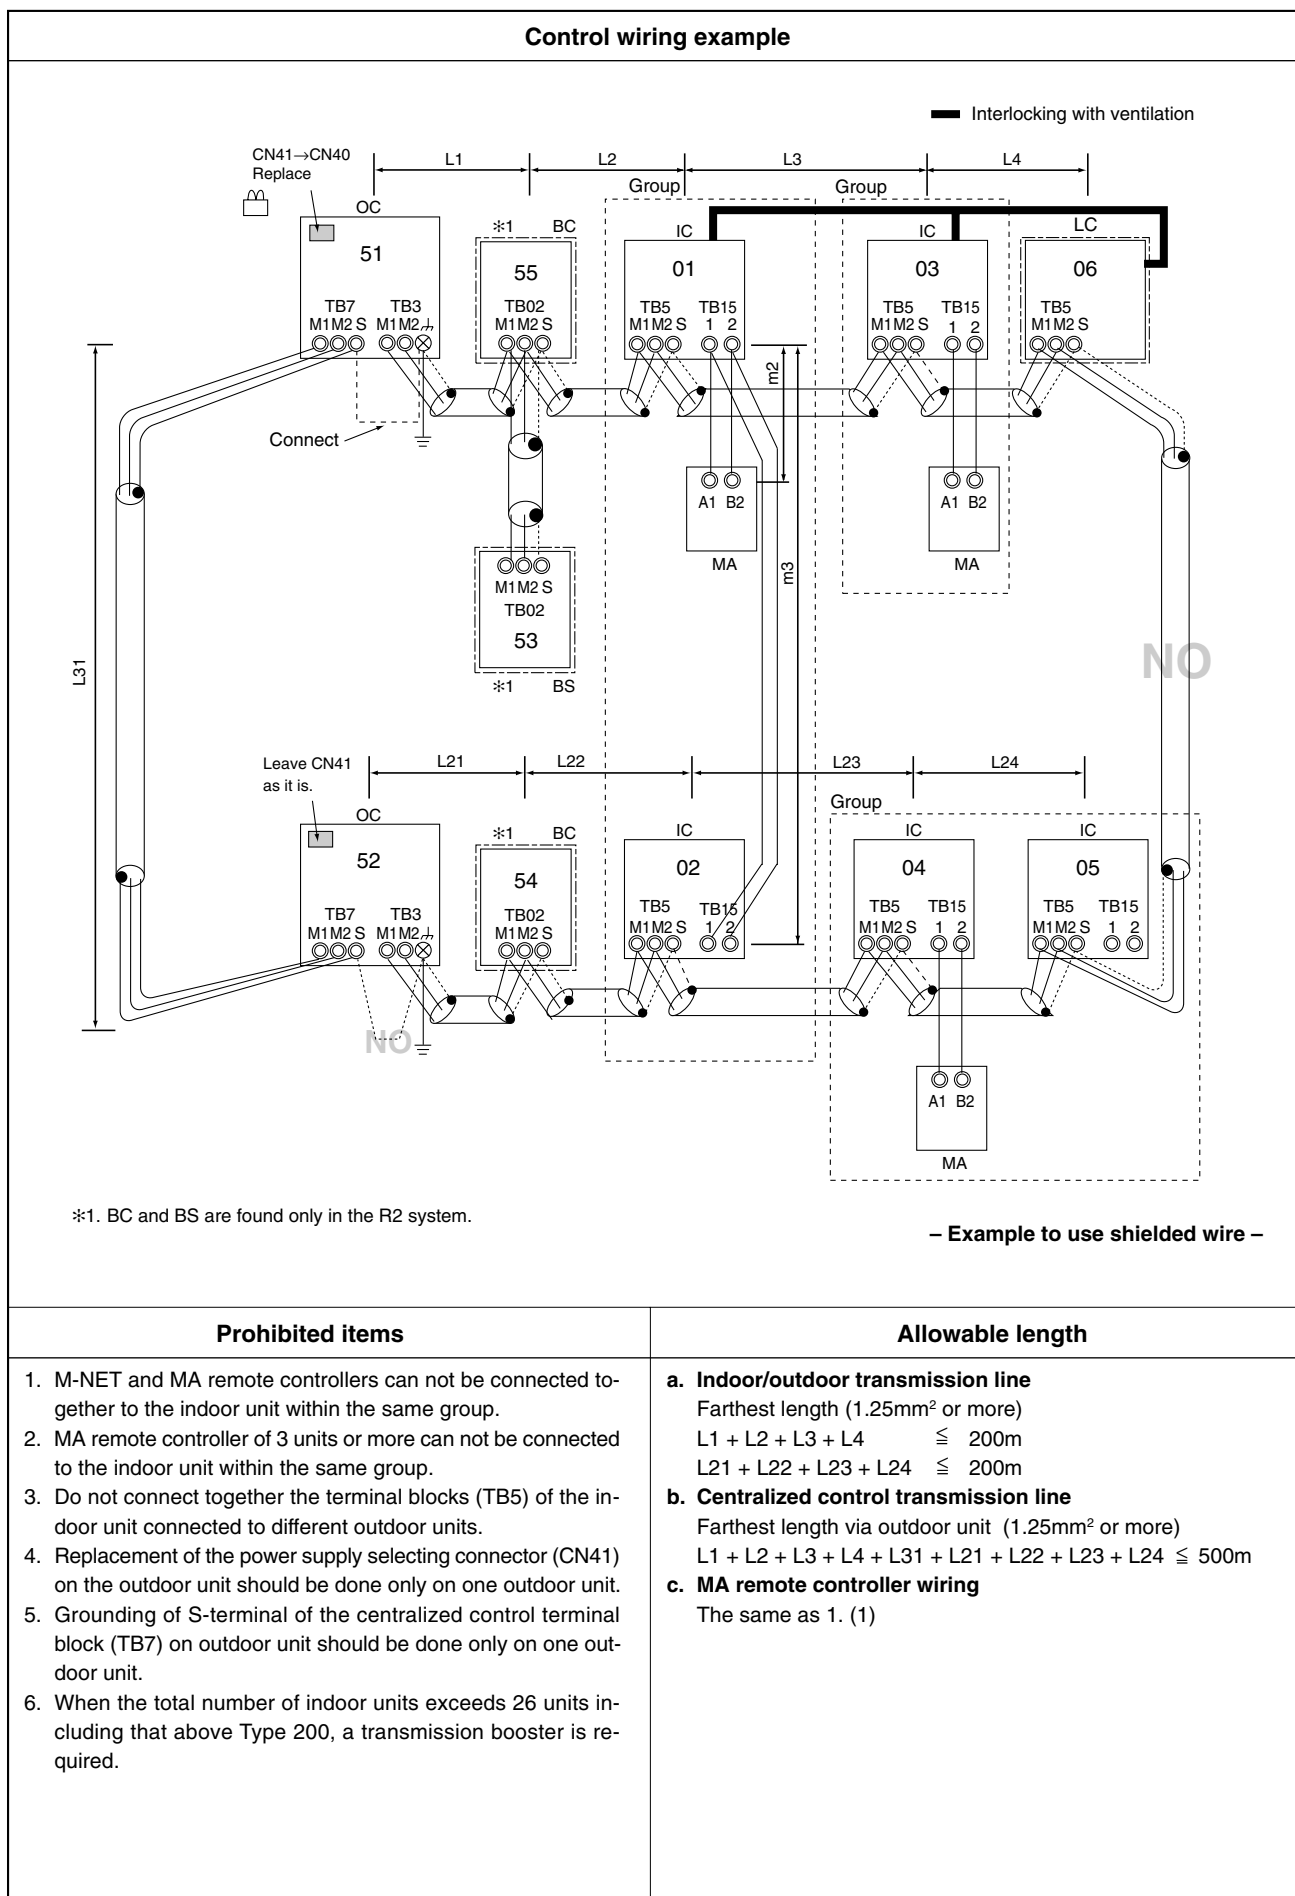 Control wiring example
Interlocking with ventilation
CN41→CN40
Replace
L1
L2
L3
L4
Group
Group
OC
51
TB7
TB3
M1 M2 S
M1 M2
✻1
BC
55
TB02
M1 M2 S
IC
01
TB5
TB15
M1 M2 S
1
2
IC
03
TB5
TB15
M1 M2 S
1
2
LC
06
TB5
M1 M2 S
m2
Connect
A1
B2
MA
A1
B2
MA
m3
M1 M2 S
TB02
53
✻1
BS
L31
NO
Leave CN41
as it is.
L21
L22
L23
L24
Group
OC
52
TB7
TB3
M1 M2 S
M1 M2
✻1
BC
54
TB02
M1 M2 S
IC
02
TB5
TB15
M1 M2 S
1
2
IC
04
TB5
TB15
M1 M2 S
1
2
IC
05
TB5
TB15
M1 M2 S
1
2
NO
A1
B2
MA
✻1. BC and BS are found only in the R2 system.
– Example to use shielded wire –
Prohibited items
1. M-NET and MA remote controllers can not be connected to-
gether to the indoor unit within the same group.
2. MA remote controller of 3 units or more can not be connected
to the indoor unit within the same group.
3. Do not connect together the terminal blocks (TB5) of the in-
door unit connected to different outdoor units.
4. Replacement of the power supply selecting connector (CN41)
on the outdoor unit should be done only on one outdoor unit.
5. Grounding of S-terminal of the centralized control terminal
block (TB7) on outdoor unit should be done only on one out-
door unit.
6. When the total number of indoor units exceeds 26 units in-
cluding that above Type 200, a transmission booster is re-
quired.
Allowable length
a. Indoor/outdoor transmission line
Farthest length (1.25mm² or more)
L1 + L2 + L3 + L4 ≦ 200m
L21 + L22 + L23 + L24 ≦ 200m
b. Centralized control transmission line
Farthest length via outdoor unit (1.25mm² or more)
L1 + L2 + L3 + L4 + L31 + L21 + L22 + L23 + L24 ≦ 500m
c. MA remote controller wiring
The same as 1. (1)